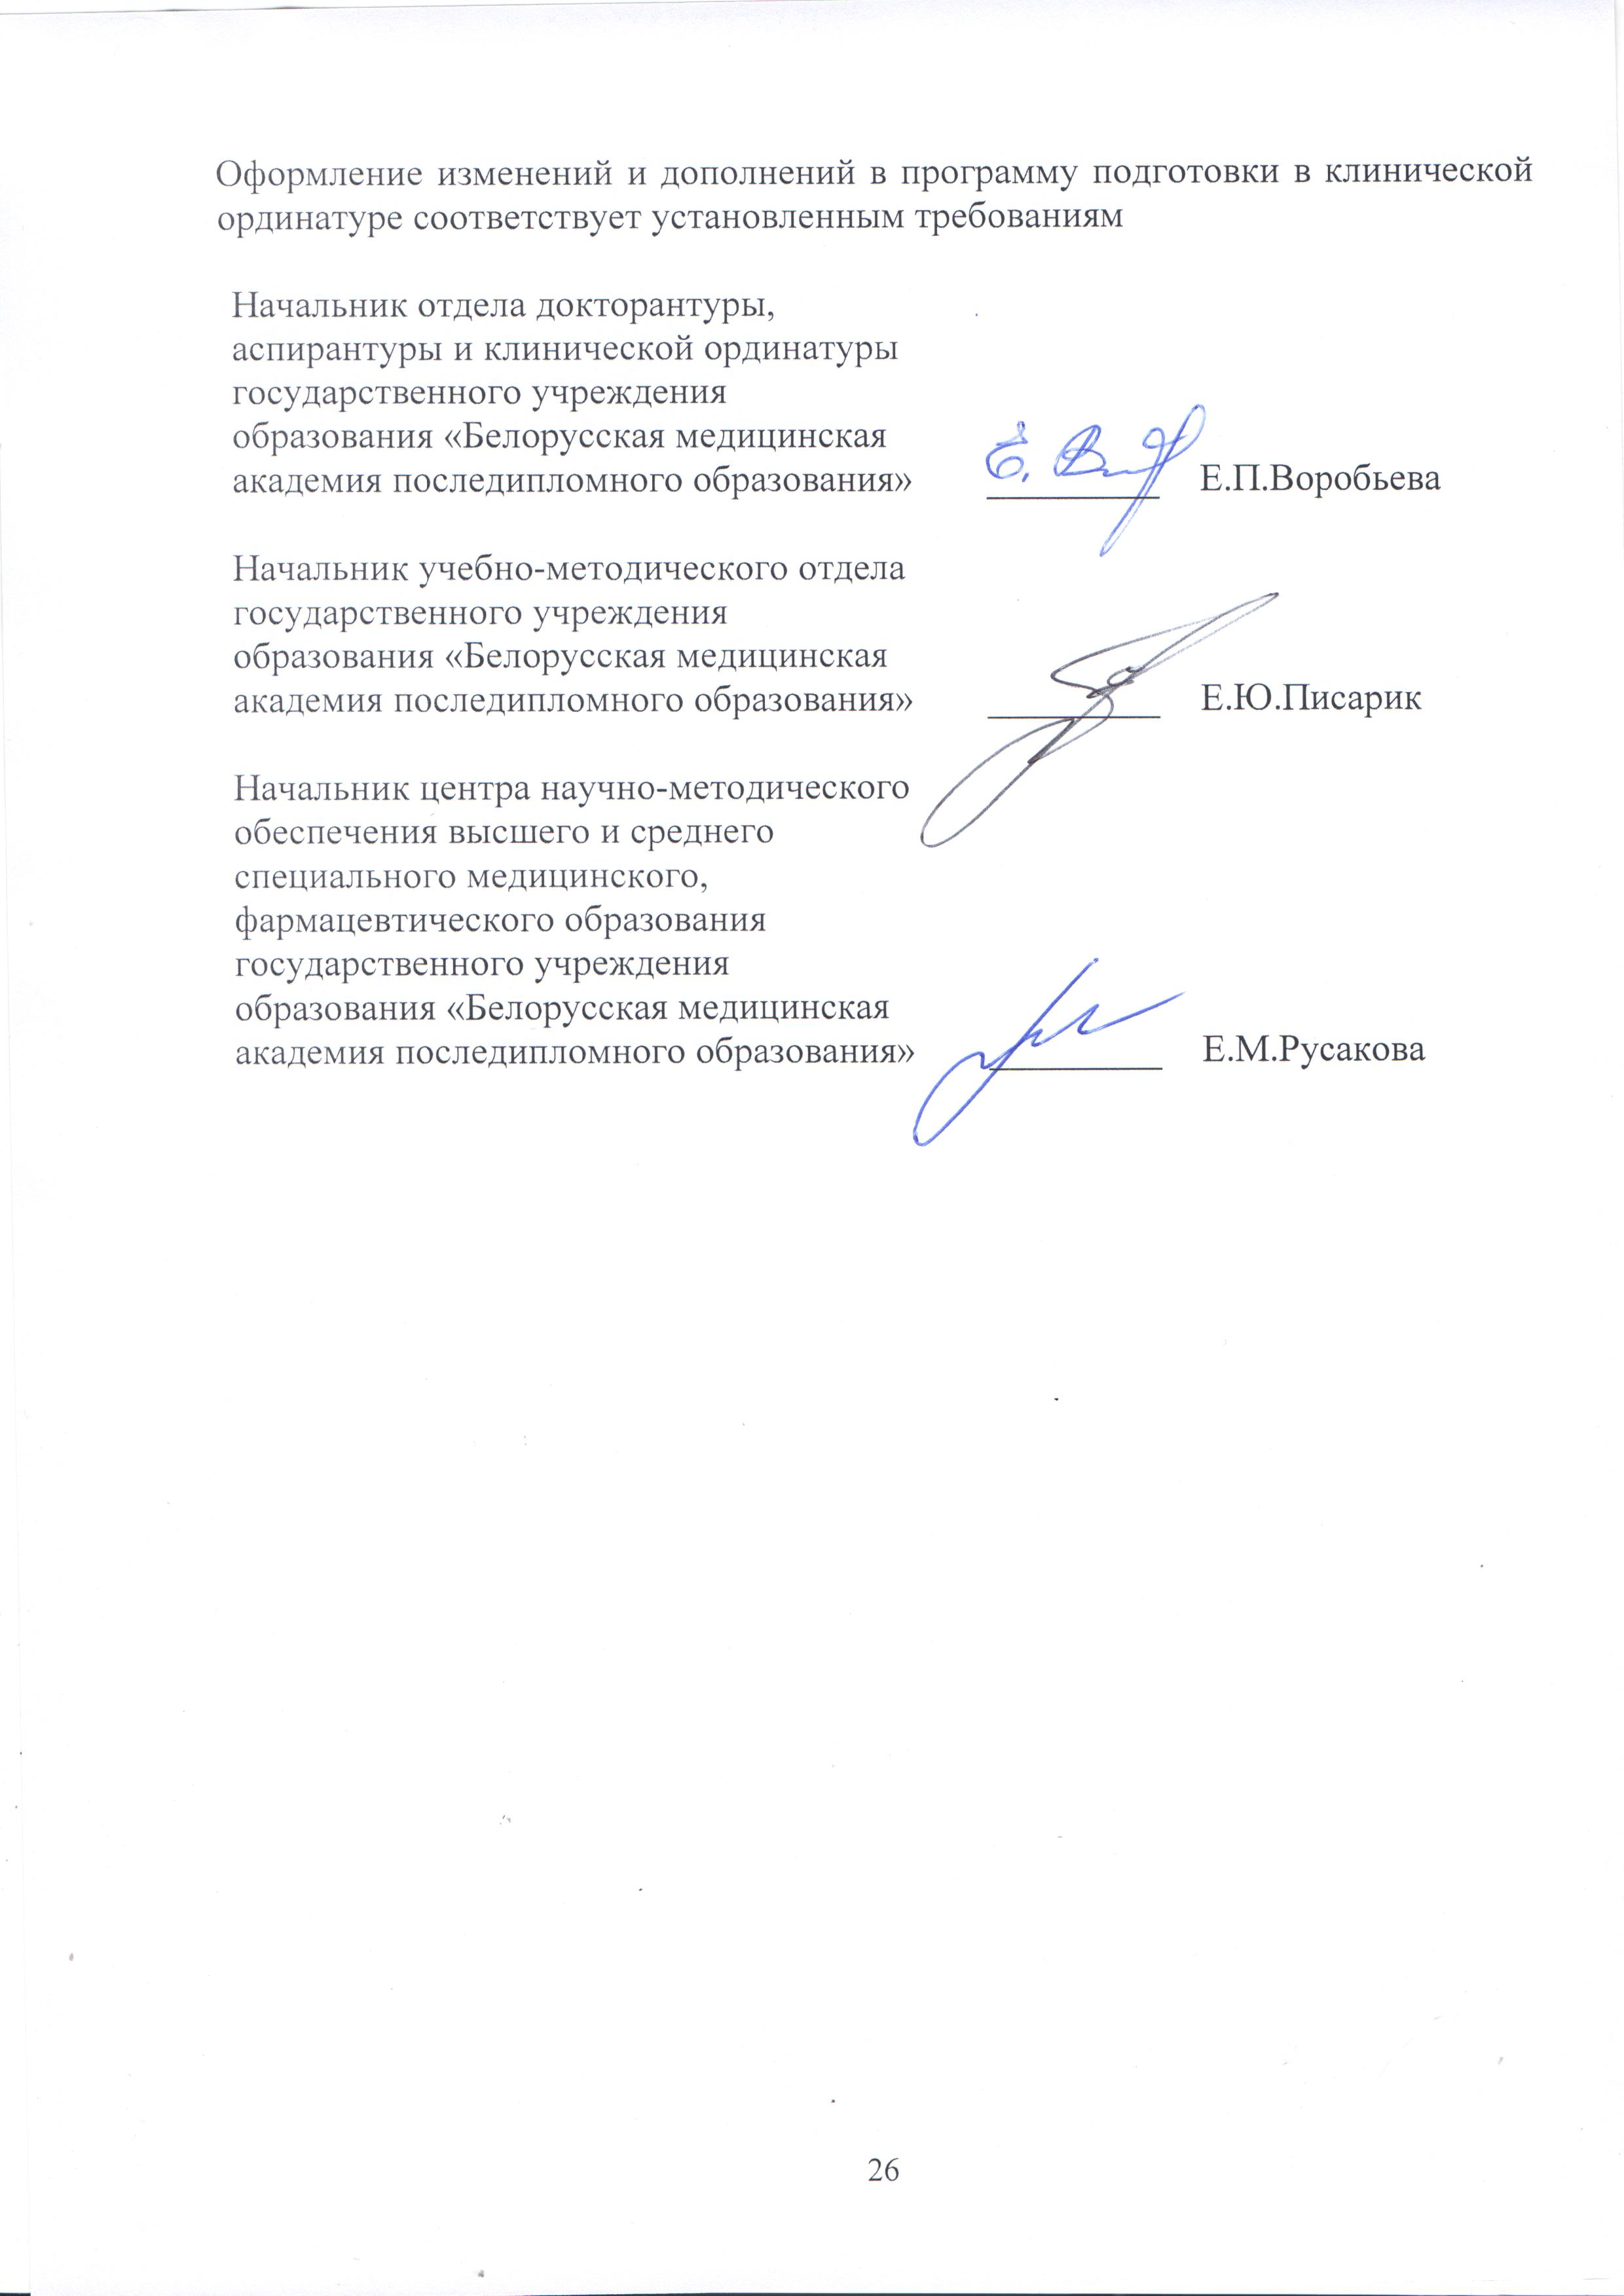 Оформление изменений и дополнений в программу подготовки в клинической
ординатуре соответствует установленным требованиям
Начальник отдела докторантуры,
аспирантуры и клинической ординатуры
государственного учреждения
образования «Белорусская медицинская
академия последипломного образования» Е.П.Воробьева
Начальник учебно-методического отдела
государственного учреждения
образования «Белорусская медицинская
академия последипломного образования» Е.Ю.Писарик
Начальник центра научно-методического
обеспечения высшего и среднего
специального медицинского,
фармацевтического образования
государственного учреждения
образования «Белорусская медицинская
академия последипломного образования» Е.М.Русакова
26